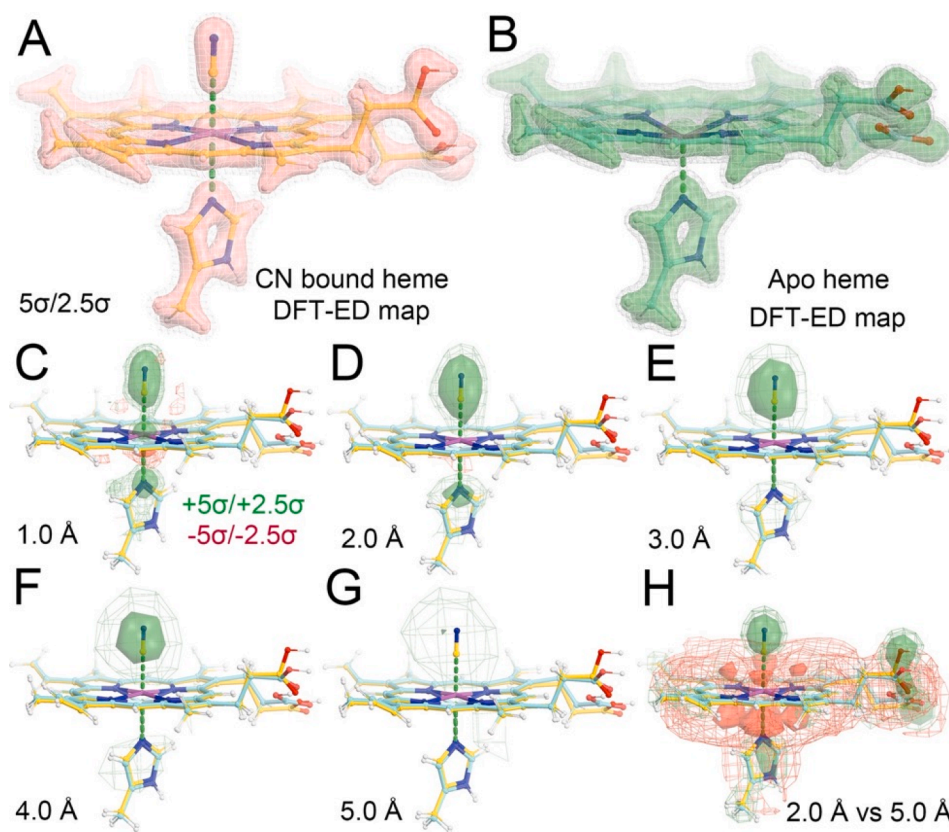 A
B
5σ/2.5σ
CN bound heme
DFT-ED map
Apo heme
DFT-ED map
C
D
E
1.0 Å
+5σ/+2.5σ
-5σ/-2.5σ
2.0 Å
3.0 Å
F
G
H
4.0 Å
5.0 Å
2.0 Å vs 5.0 Å